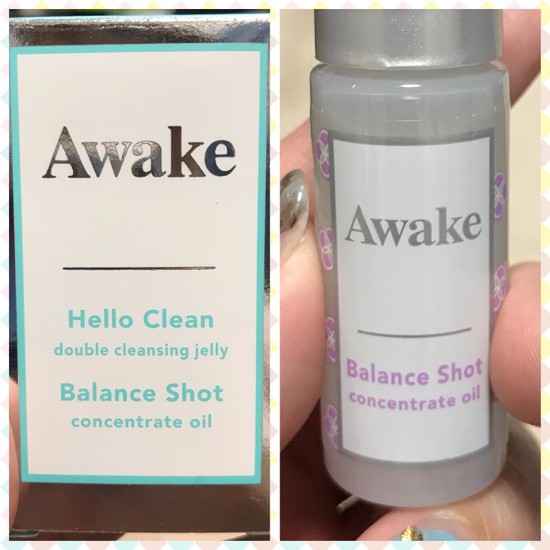 Awake
Hello Clean
double cleansing jelly
Balance Shot
concentrate oil
Awake
Balance Shot
concentrate oil